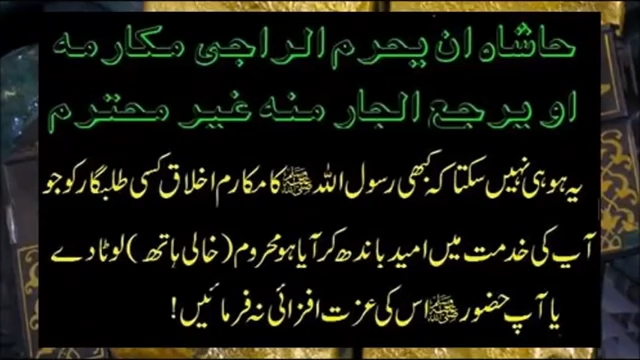 حاشاہ ان یحرم الراجی مکارمہ
او یرجع الجار منہ غیر محترم
یہ ہو ہی نہیں سکتا کہ کبھی رسول اللہ ﷺ کا مکارم اخلاق کسی طلبگار کو جو
آپ کی خدمت میں امید باندھ کر آیا ہو محروم (خالی ہاتھ) لوٹا دے
یا آپ حضور ﷺ اس کی عزت افزائی نہ فرمائیں!